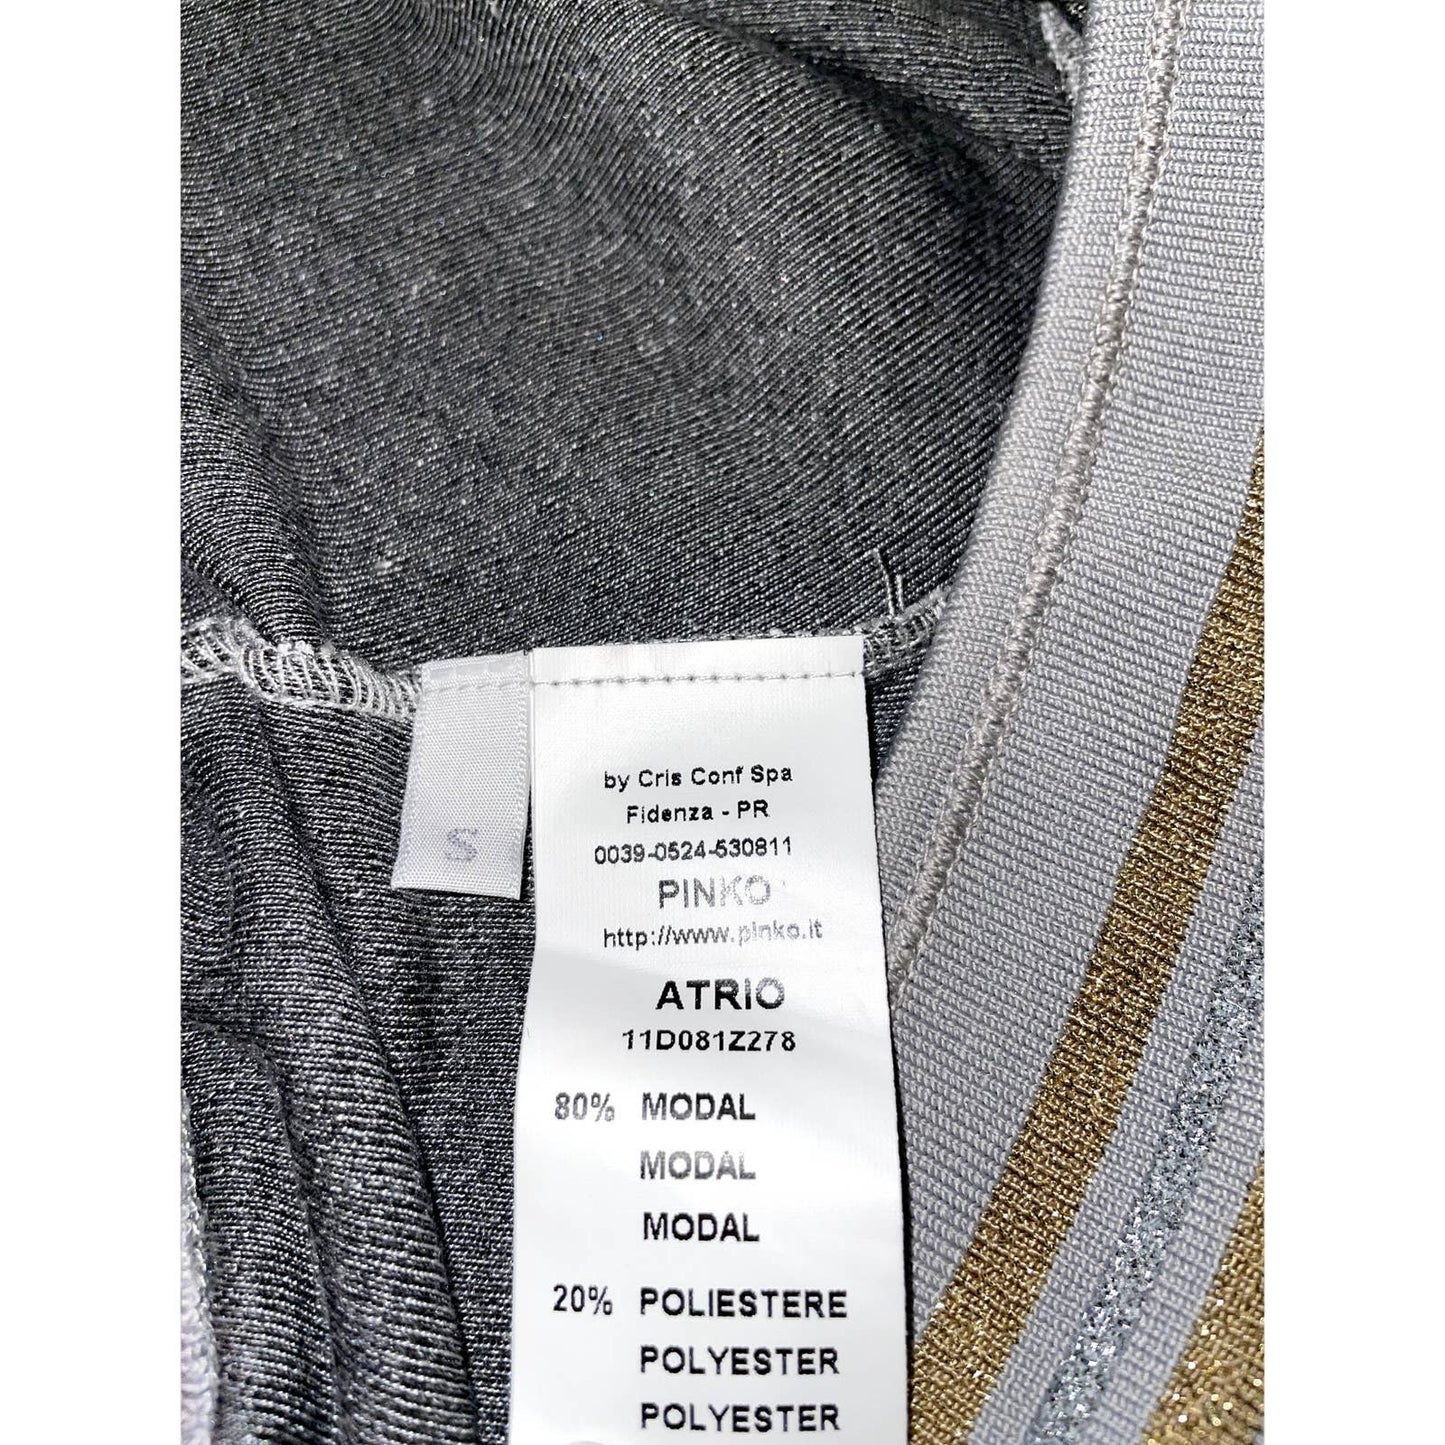 S
by Cris Conf Spa
Fidenza - PR
0039-0524-530811
PINKO
http://www.pinko.it
ATRIO
11D081Z278
80% MODAL
MODAL
MODAL
20% POLIESTERE
POLYESTER
POLYESTER